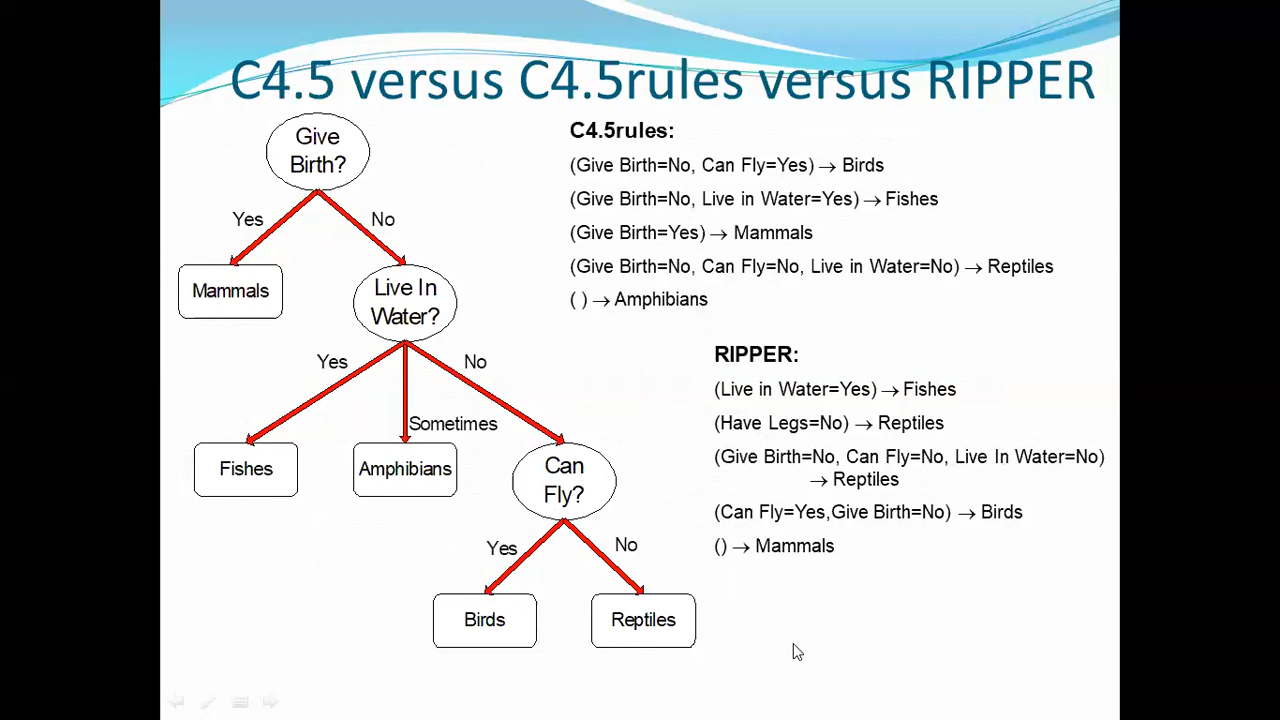 C4.5 versus C4.5rules versus RIPPER
Give
Birth?
Yes
No
Mammals
Live In
Water?
Yes
No
Sometimes
Fishes
Amphibians
Can
Fly?
Yes
No
Birds
Reptiles
C4.5rules:
(Give Birth=No, Can Fly=Yes) → Birds
(Give Birth=No, Live in Water=Yes) → Fishes
(Give Birth=Yes) → Mammals
(Give Birth=No, Can Fly=No, Live in Water=No) → Reptiles
( ) → Amphibians
RIPPER:
(Live in Water=Yes) → Fishes
(Have Legs=No) → Reptiles
(Give Birth=No, Can Fly=No, Live In Water=No)
→ Reptiles
(Can Fly=Yes,Give Birth=No) → Birds
() → Mammals